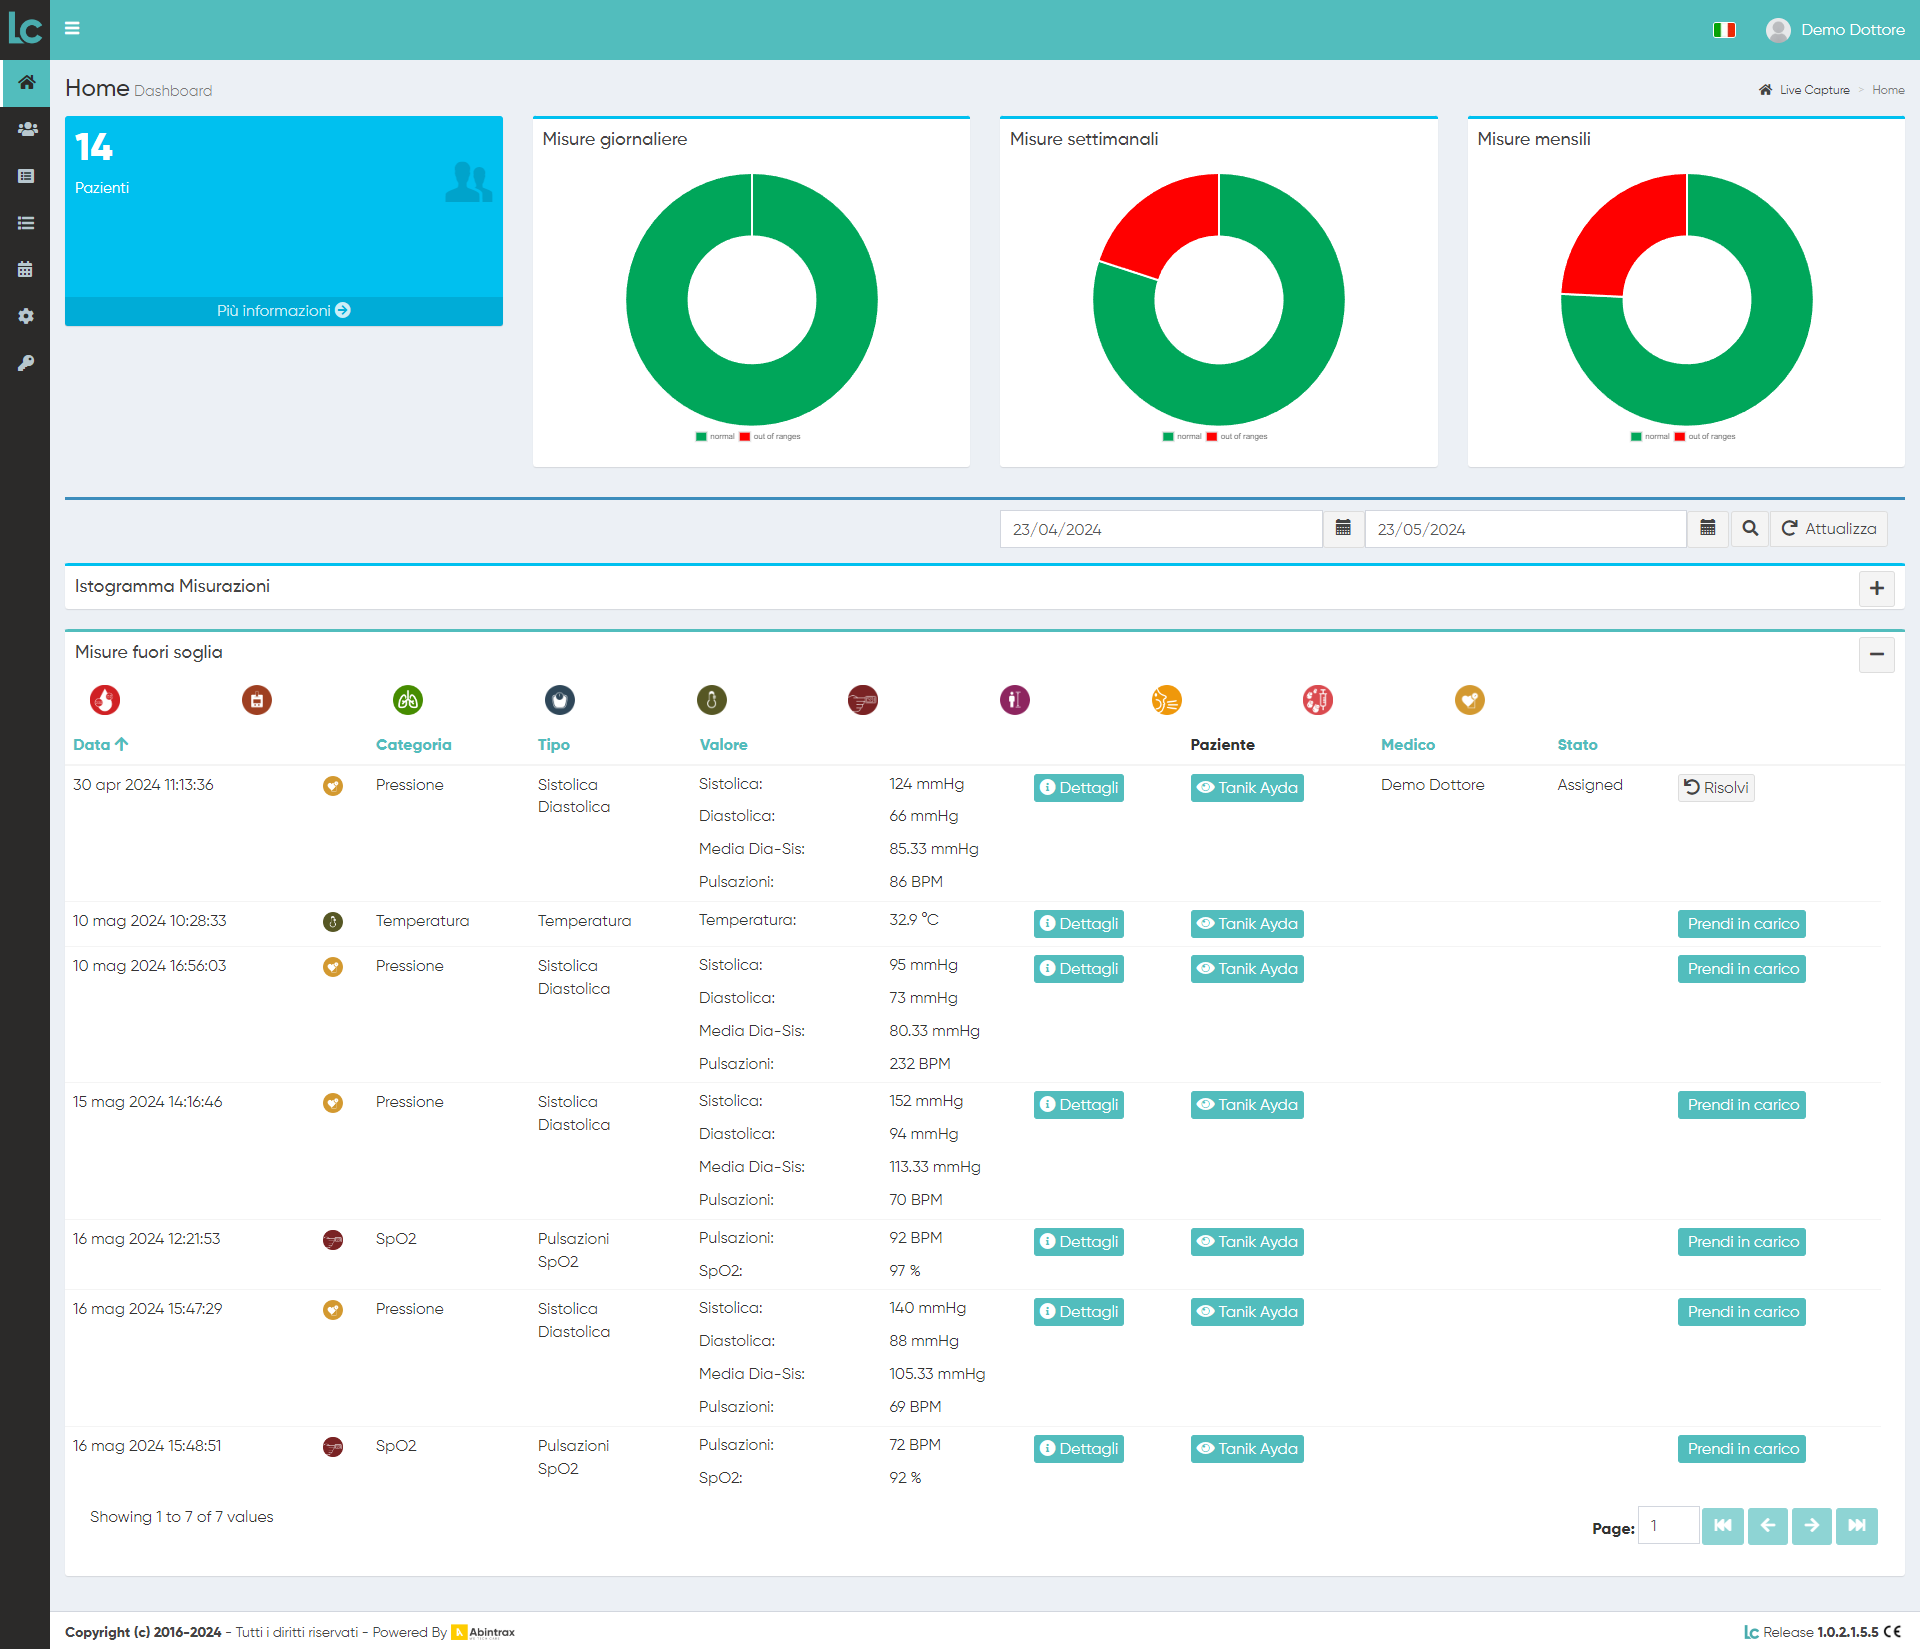 lc
Demo Dottore
Home Dashboard
Live Capture > Home
14
Pazienti
Più informazioni
Misure giornaliere
normal out of ranges
Misure settimanali
normal out of ranges
Misure mensili
normal out of ranges
23/04/2024 23/05/2024 Attualizza
Istogramma Misurazioni
Misure fuori soglia
Data Categoria Tipo Valore Paziente Medico Stato
30 apr 2024 11:13:36 Pressione Sistolica Sistolica: 124 mmHg Dettagli Tanik Ayda Demo Dottore Assigned Risolvi
Diastolica Diastolica: 66 mmHg
Media Dia-Sis: 85.33 mmHg
Pulsazioni: 86 BPM
10 mag 2024 10:28:33 Temperatura Temperatura Temperatura: 32.9 °C Dettagli Tanik Ayda Prendi in carico
10 mag 2024 16:56:03 Pressione Sistolica Sistolica: 95 mmHg Dettagli Tanik Ayda Prendi in carico
Diastolica Diastolica: 73 mmHg
Media Dia-Sis: 80.33 mmHg
Pulsazioni: 232 BPM
15 mag 2024 14:16:46 Pressione Sistolica Sistolica: 152 mmHg Dettagli Tanik Ayda Prendi in carico
Diastolica Diastolica: 94 mmHg
Media Dia-Sis: 113.33 mmHg
Pulsazioni: 70 BPM
16 mag 2024 12:21:53 SpO2 Pulsazioni Pulsazioni: 92 BPM Dettagli Tanik Ayda Prendi in carico
SpO2 SpO2: 97 %
16 mag 2024 15:47:29 Pressione Sistolica Sistolica: 140 mmHg Dettagli Tanik Ayda Prendi in carico
Diastolica Diastolica: 88 mmHg
Media Dia-Sis: 105.33 mmHg
Pulsazioni: 69 BPM
16 mag 2024 15:48:51 SpO2 Pulsazioni Pulsazioni: 72 BPM Dettagli Tanik Ayda Prendi in carico
SpO2 SpO2: 92 %
Showing 1 to 7 of 7 values
Page: 1
Copyright (c) 2016-2024 - Tutti i diritti riservati - Powered By Abintrax
lc Release 1.0.2.1.5.5 CE